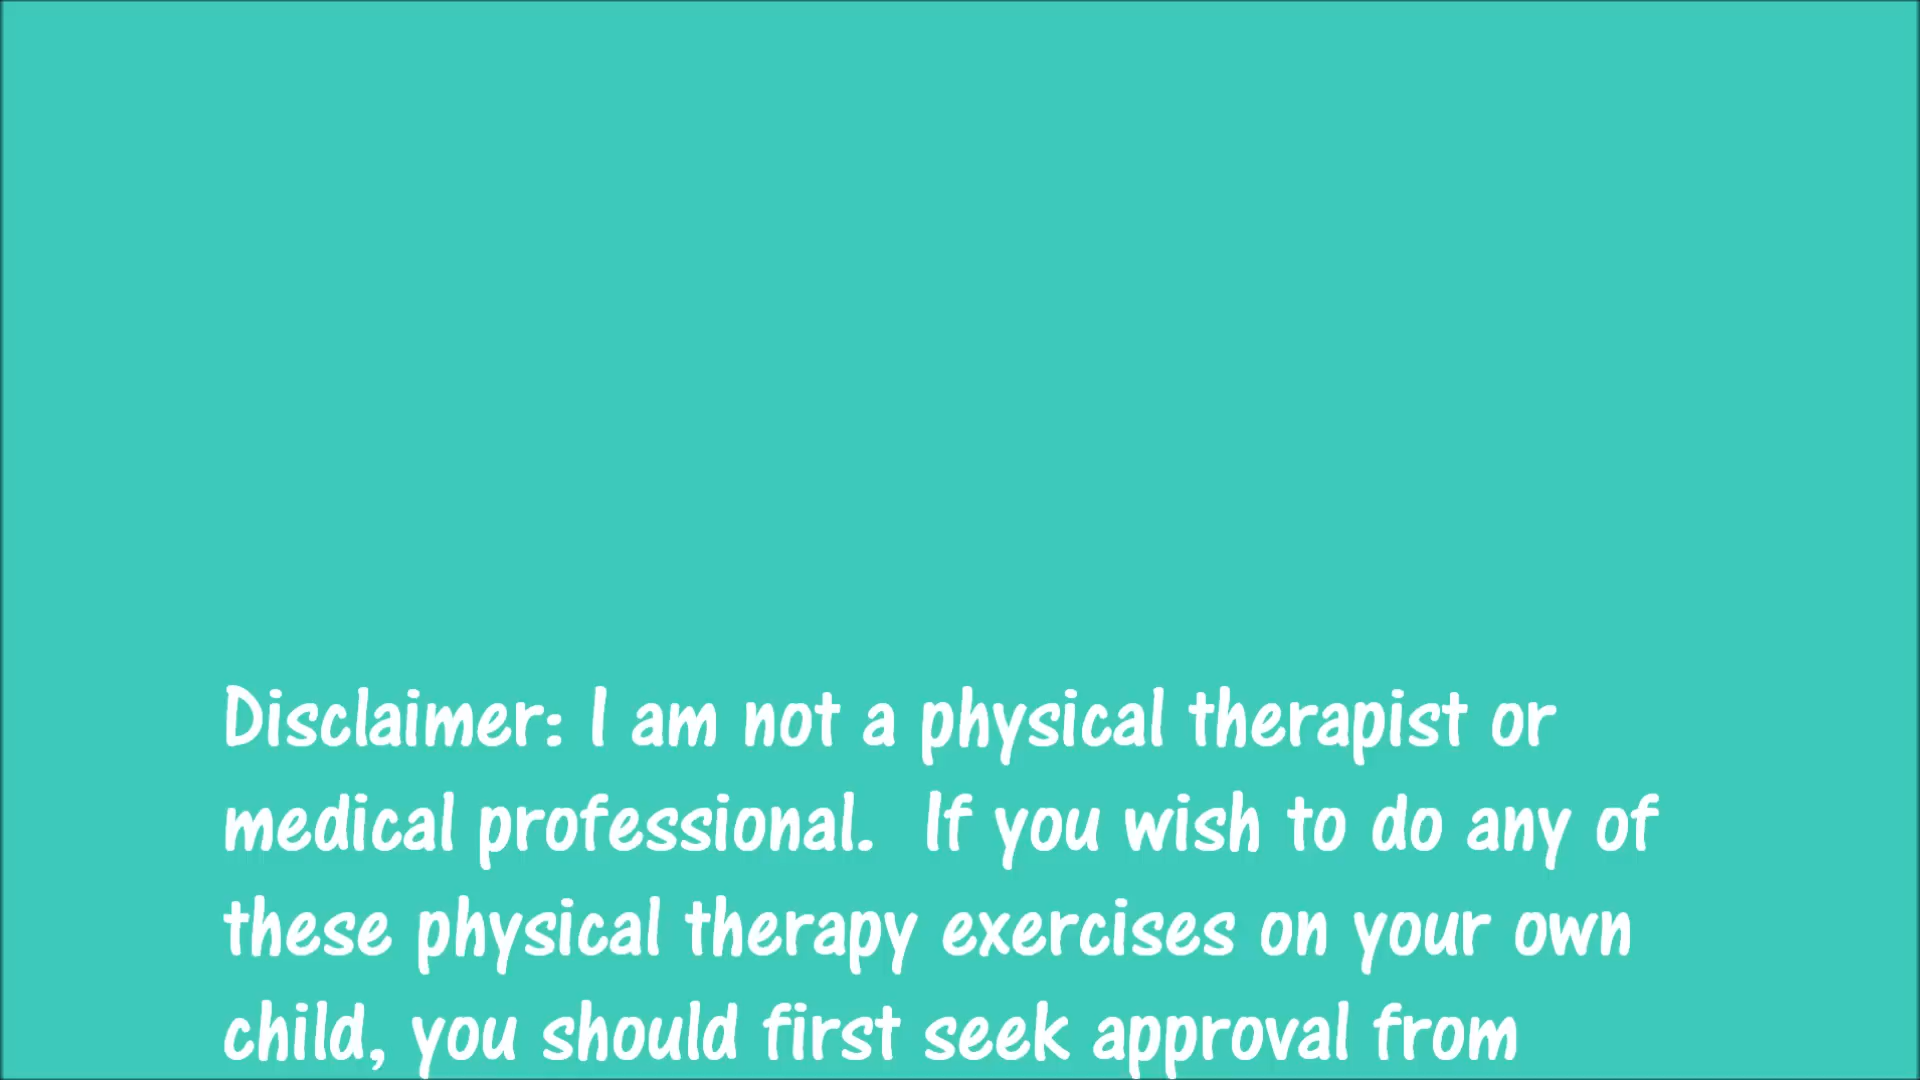 Disclaimer: I am not a physical therapist or
medical professional.  If you wish to do any of
these physical therapy exercises on your own
child, you should first seek approval from